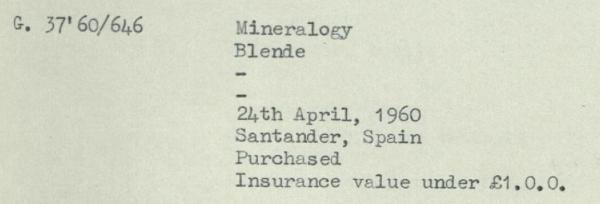 G. 37'60/646 Mineralogy
Blende
-
-
24th April, 1960
Santander, Spain
Purchased
Insurance value under £1.0.0.